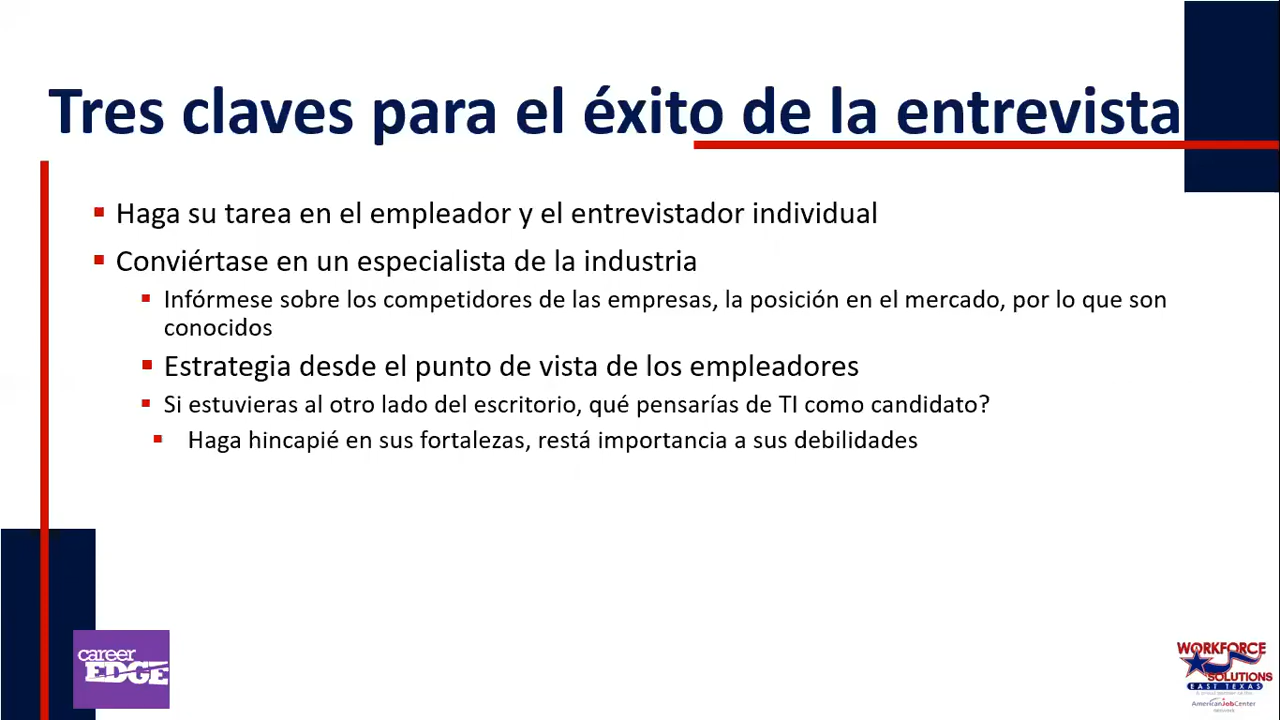 Tres claves para el éxito de la entrevista
Haga su tarea en el empleador y el entrevistador individual
Conviértase en un especialista de la industria
Infórmese sobre los competidores de las empresas, la posición en el mercado, por lo que son
conocidos
Estrategia desde el punto de vista de los empleadores
Si estuvieras al otro lado del escritorio, qué pensarías de TI como candidato?
Haga hincapié en sus fortalezas, restá importancia a sus debilidades
career
EDGE
WORKFORCE
SOLUTIONS
EAST TEXAS
AmericanJobCenter
network